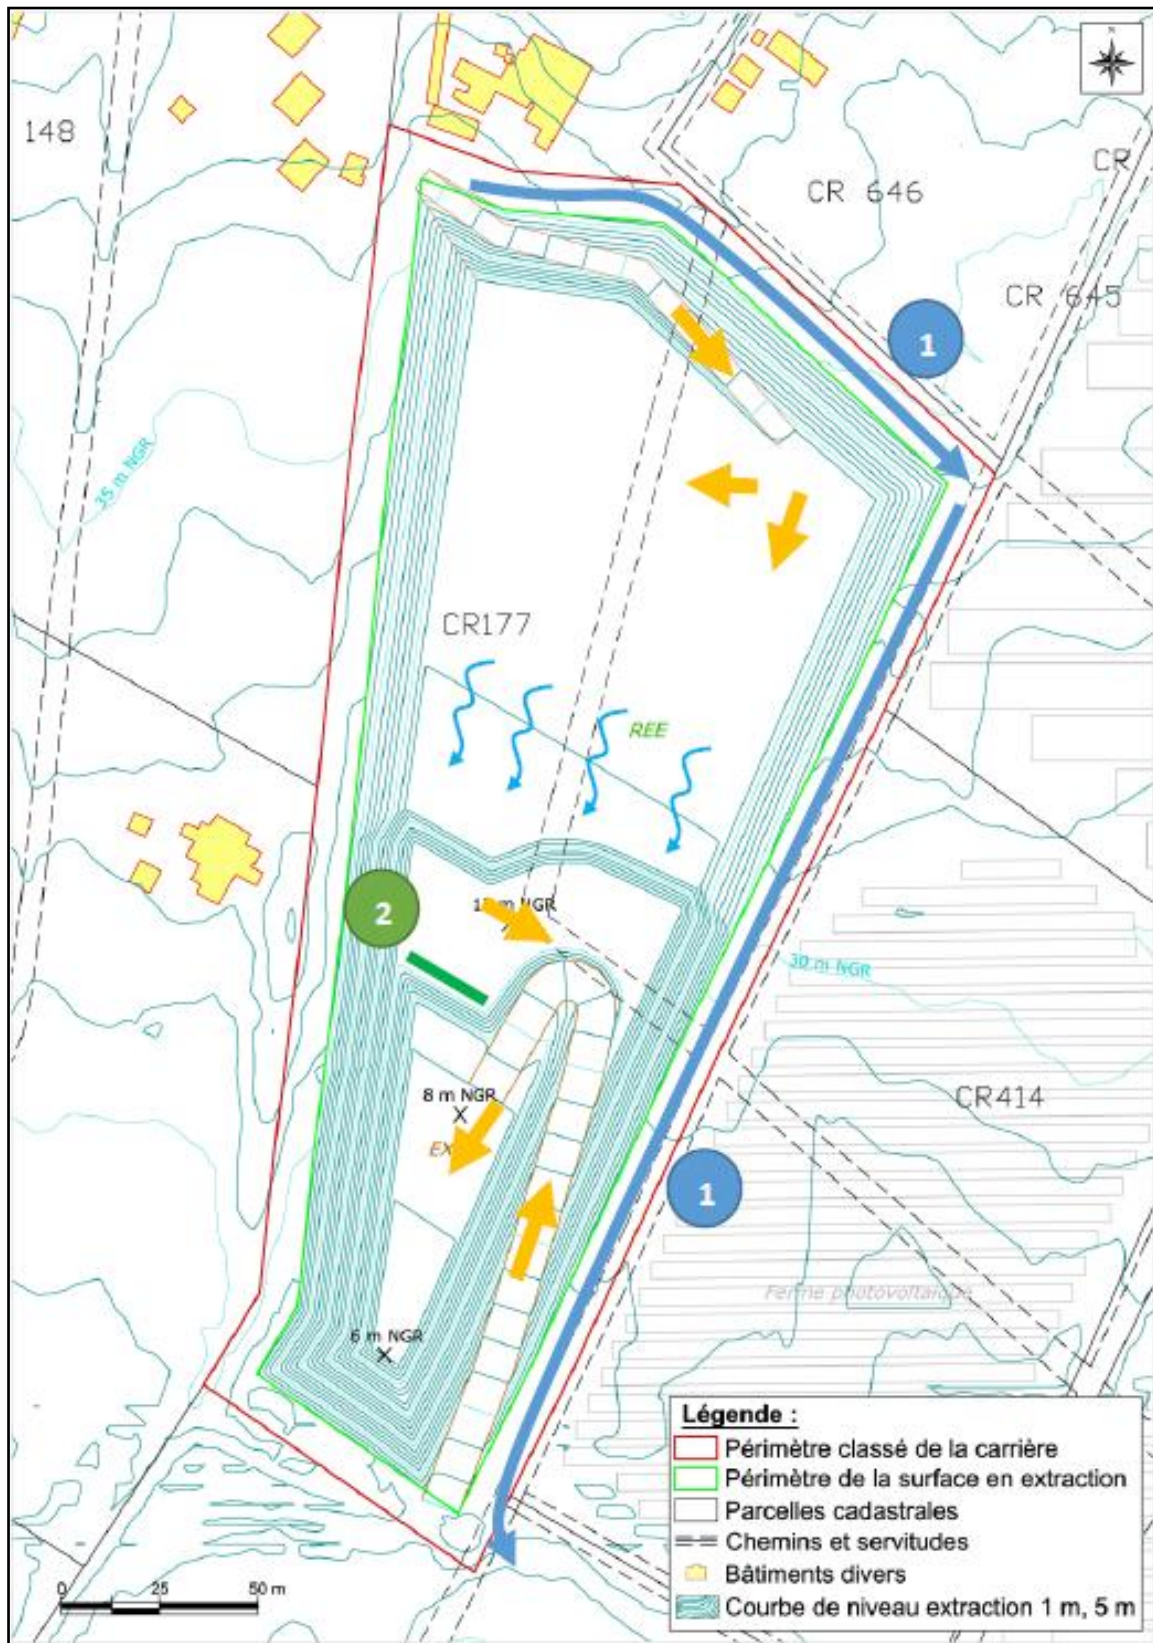 N
148
CR
CR 646
CR 645
1
35 m NGR
CR177
REE
2
m NGR
30 m NGR
8 m NGR
CR414
EX
1
Ferme photovoltaïque
6 m NGR
Légende :
Périmètre classé de la carrière
Périmètre de la surface en extraction
Parcelles cadastrales
Chemins et servitudes
Bâtiments divers
Courbe de niveau extraction 1 m, 5 m
0 25 50 m